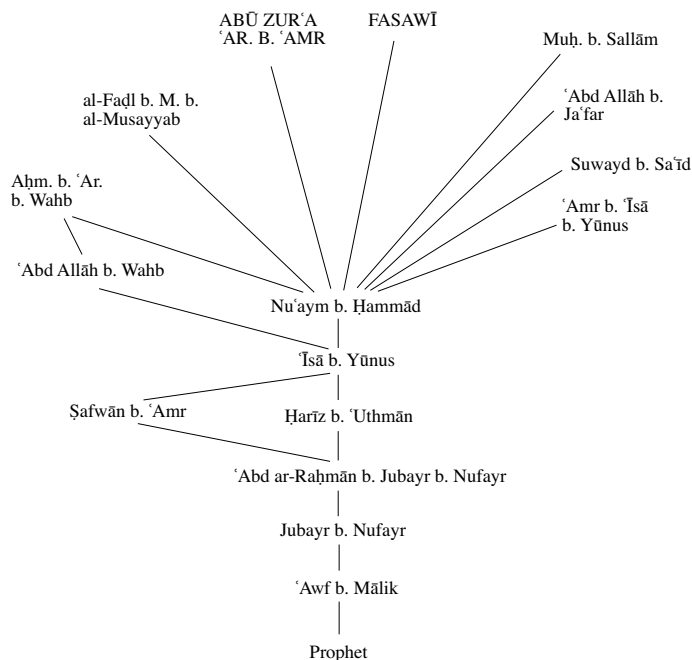 ABŪ ZURʿA
ʿAR. B. ʿAMR
FASAWĪ
Muḥ. b. Sallām
al-Faḍl b. M. b.
al-Musayyab
ʿAbd Allāh b.
Jaʿfar
Suwayd b. Saʿīd
Aḥm. b. ʿAr.
b. Wahb
ʿAmr b. ʿĪsā
b. Yūnus
ʿAbd Allāh b. Wahb
Nuʿaym b. Ḥammād
ʿĪsā b. Yūnus
Ṣafwān b. ʿAmr
Ḥarīz b. ʿUthmān
ʿAbd ar-Raḥmān b. Jubayr b. Nufayr
Jubayr b. Nufayr
ʿAwf b. Mālik
Prophet